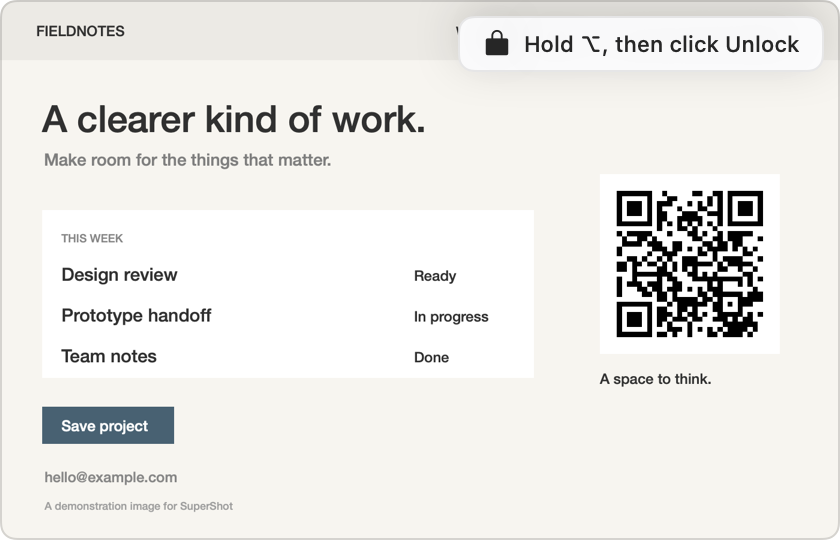 FIELDNOTES
Hold ⌥, then click Unlock
A clearer kind of work.
Make room for the things that matter.
THIS WEEK
Design review Ready
Prototype handoff In progress
Team notes Done
A space to think.
Save project
hello@example.com
A demonstration image for SuperShot